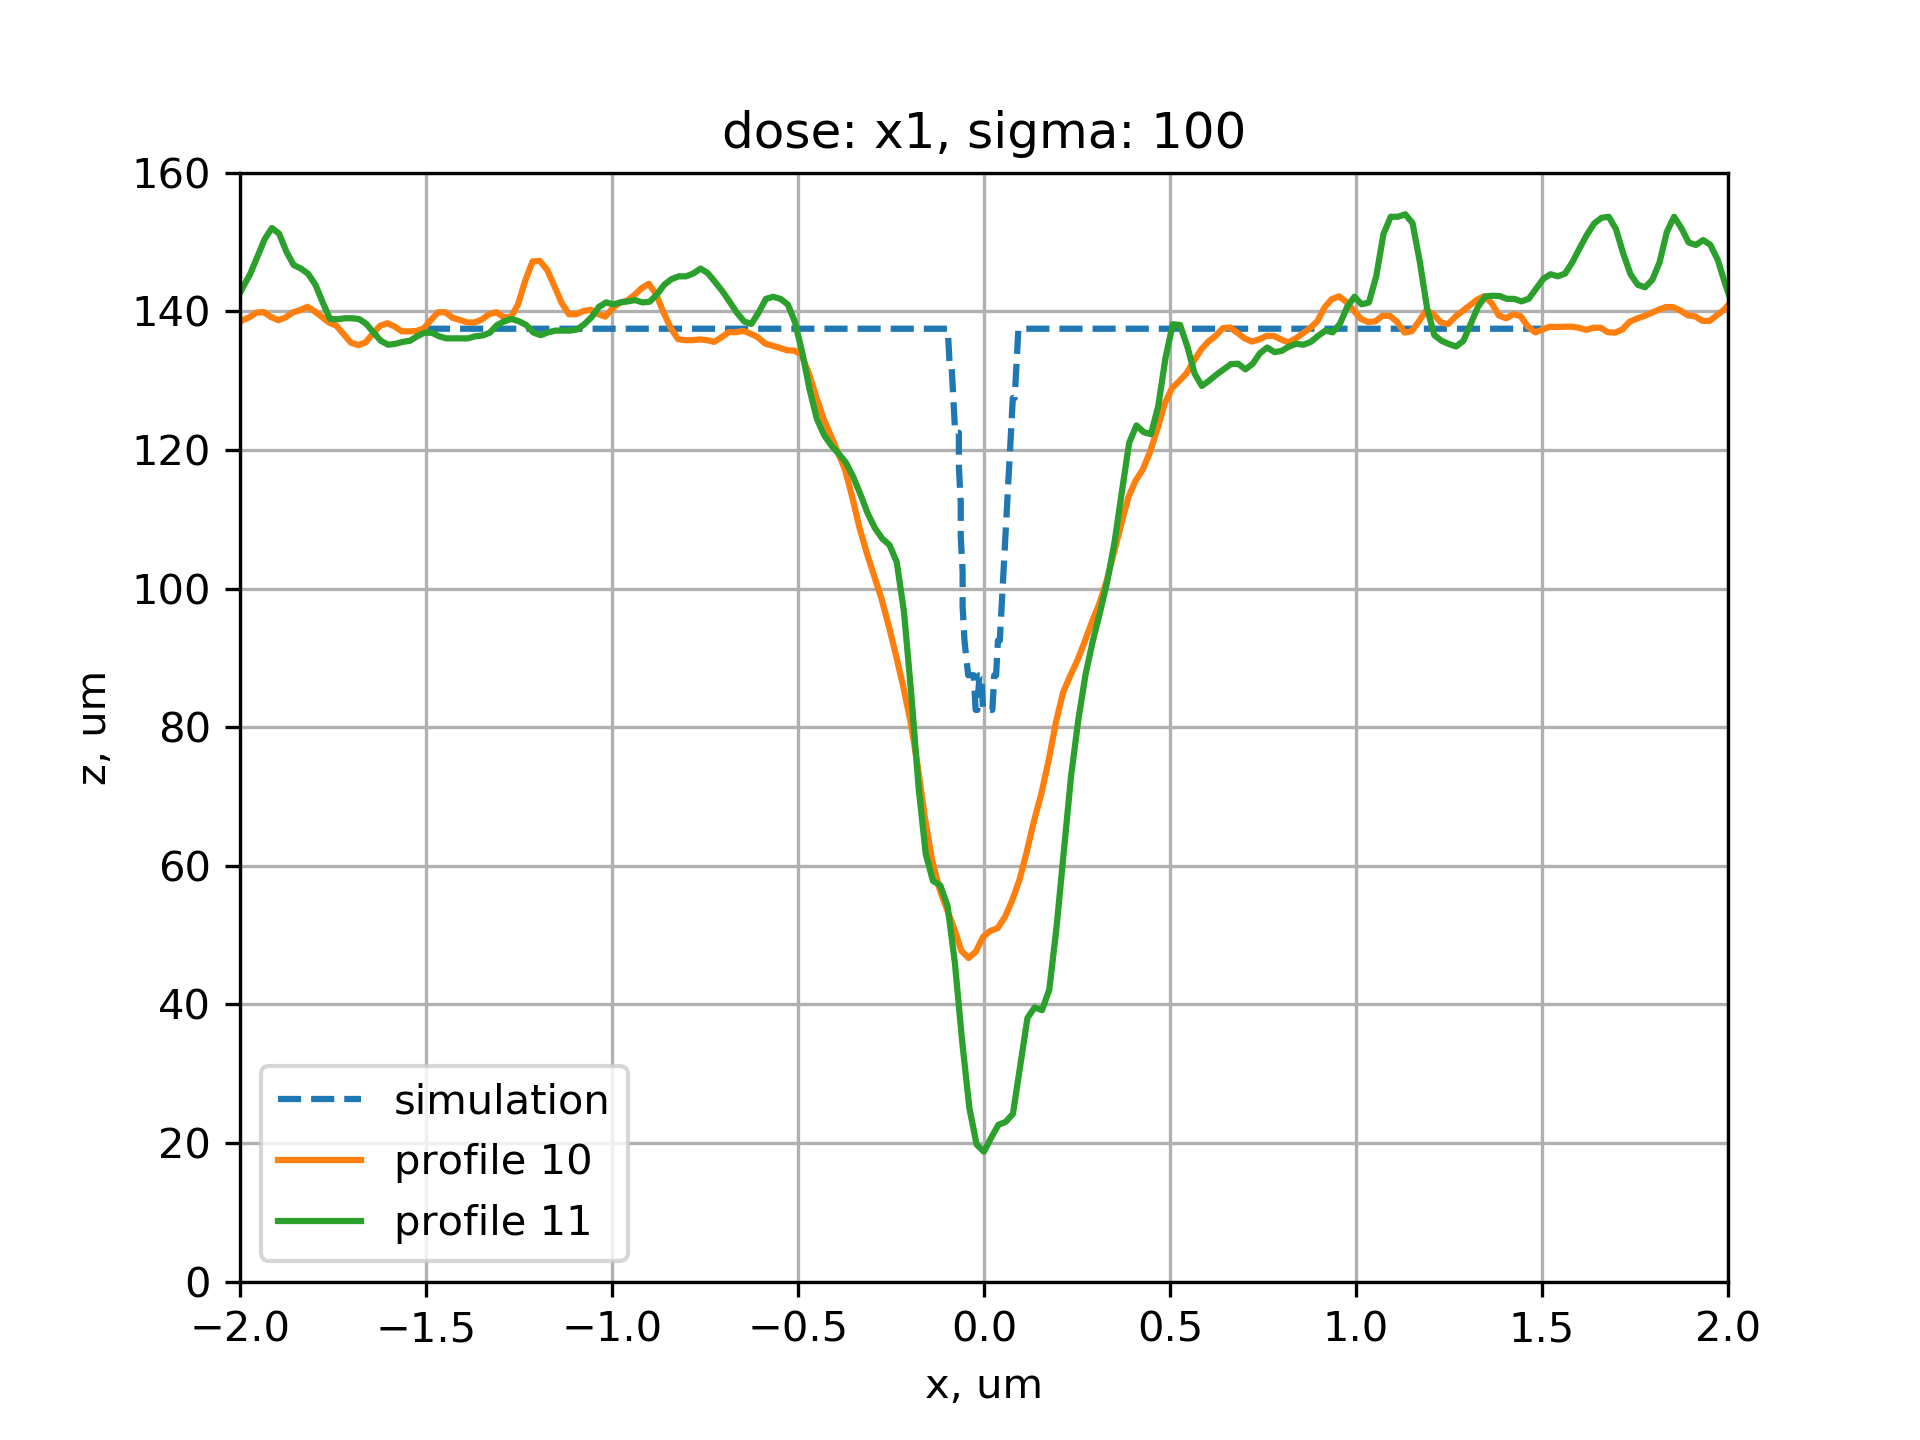 dose: x1, sigma: 100
160
140
120
100
80
60
40
20
0
z, um
simulation
profile 10
profile 11
−2.0 −1.5 −1.0 −0.5 0.0 0.5 1.0 1.5 2.0
x, um